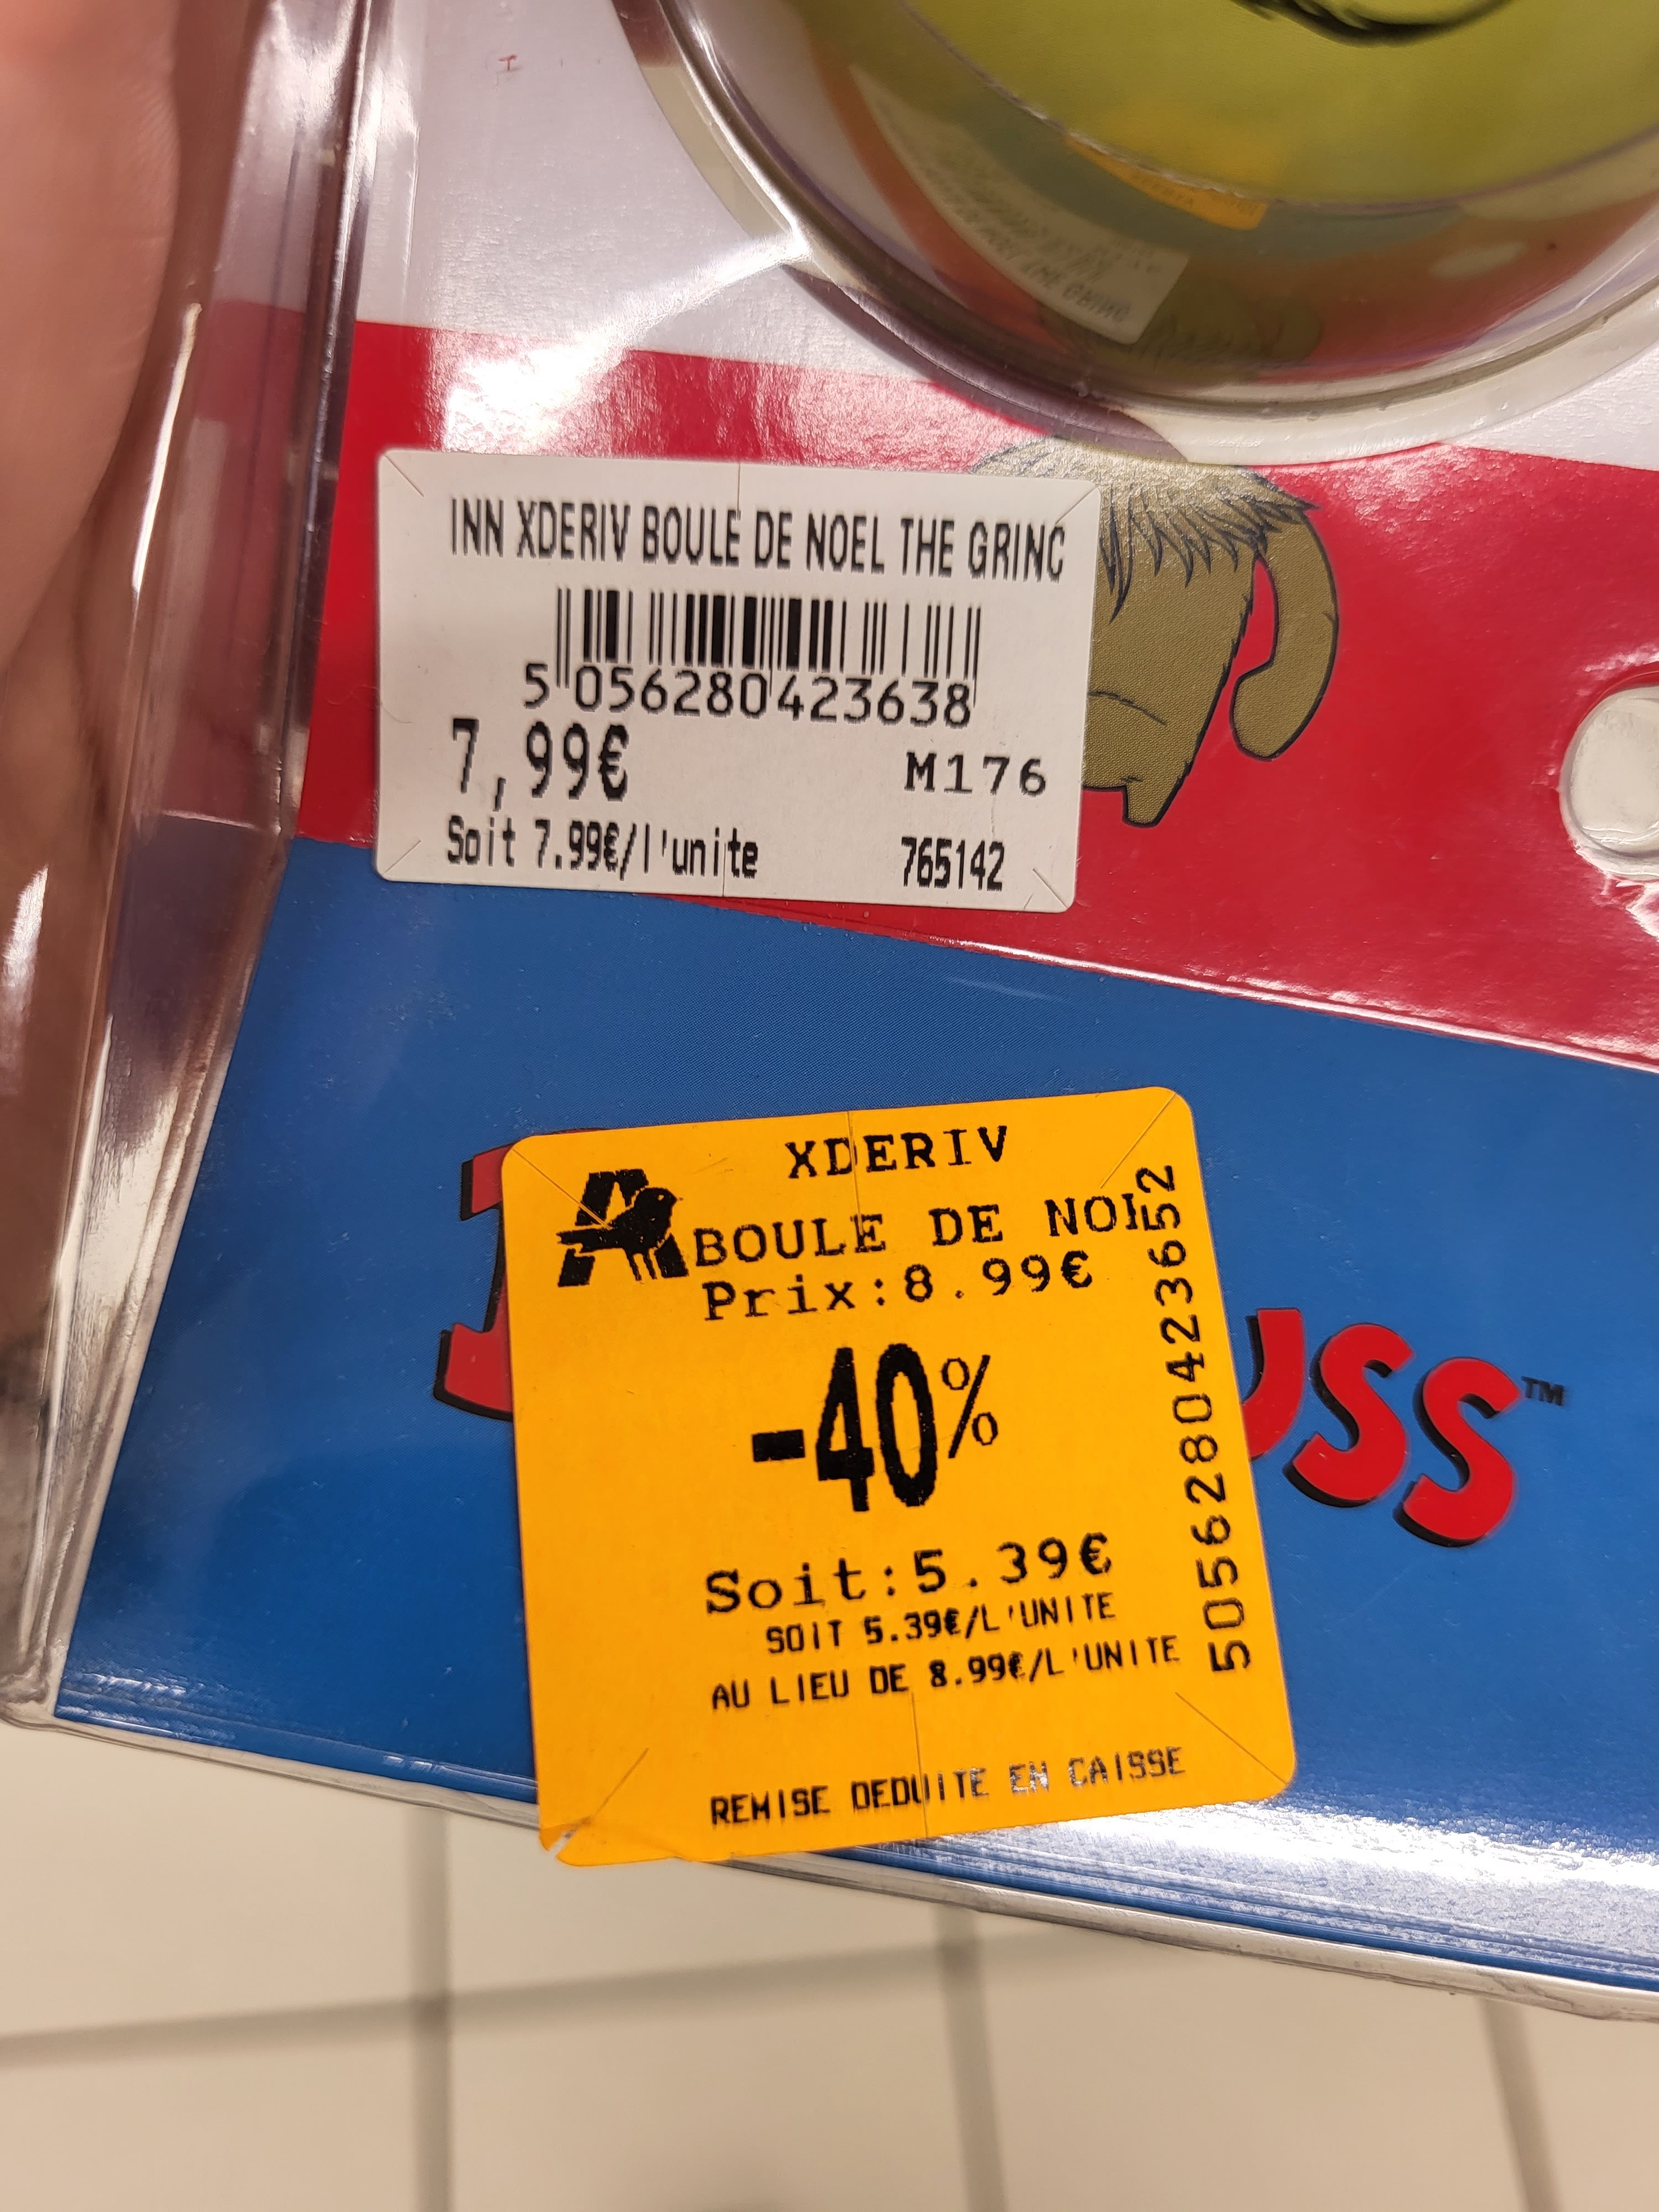 INN XDERIV BOULE DE NOEL THE GRINC
5 056280 423638
7,99€
M176
Soit 7.99€/l'unite
765142
XDERIV
BOULE DE NOE
Prix:8.99€
-40%
Soit:5.39€
SOIT 5.39€/L'UNITE
AU LIEU DE 8.99€/L'UNITE
REMISE DEDUITE EN CAISSE
5056280423652
uss™